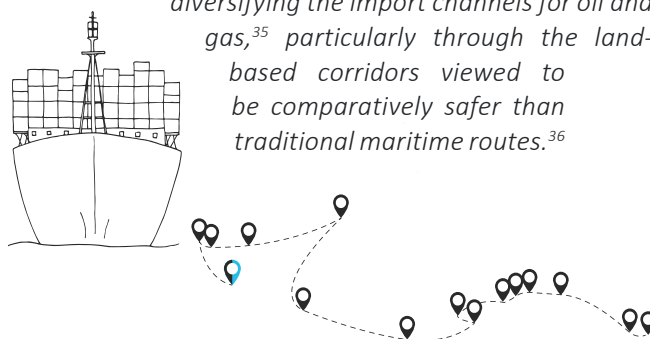 diversifying the import channels for oil and
gas,³⁵ particularly through the land-
based corridors viewed to
be comparatively safer than
traditional maritime routes.³⁶